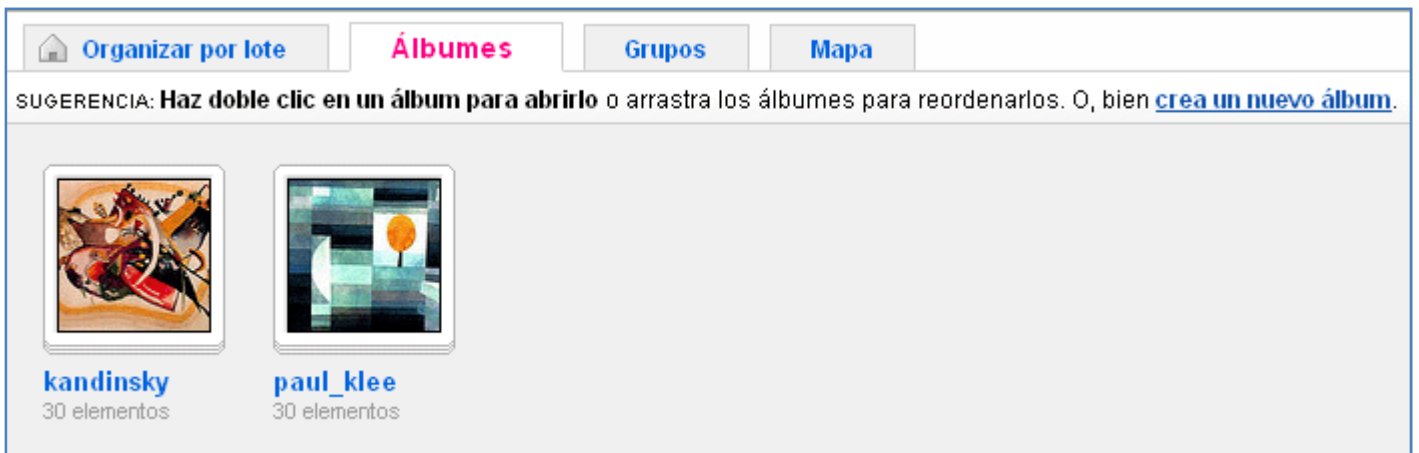 Organizar por lote Álbumes Grupos Mapa
SUGERENCIA: Haz doble clic en un álbum para abrirlo o arrastra los álbumes para reordenarlos. O, bien crea un nuevo álbum.
kandinsky paul_klee
30 elementos 30 elementos